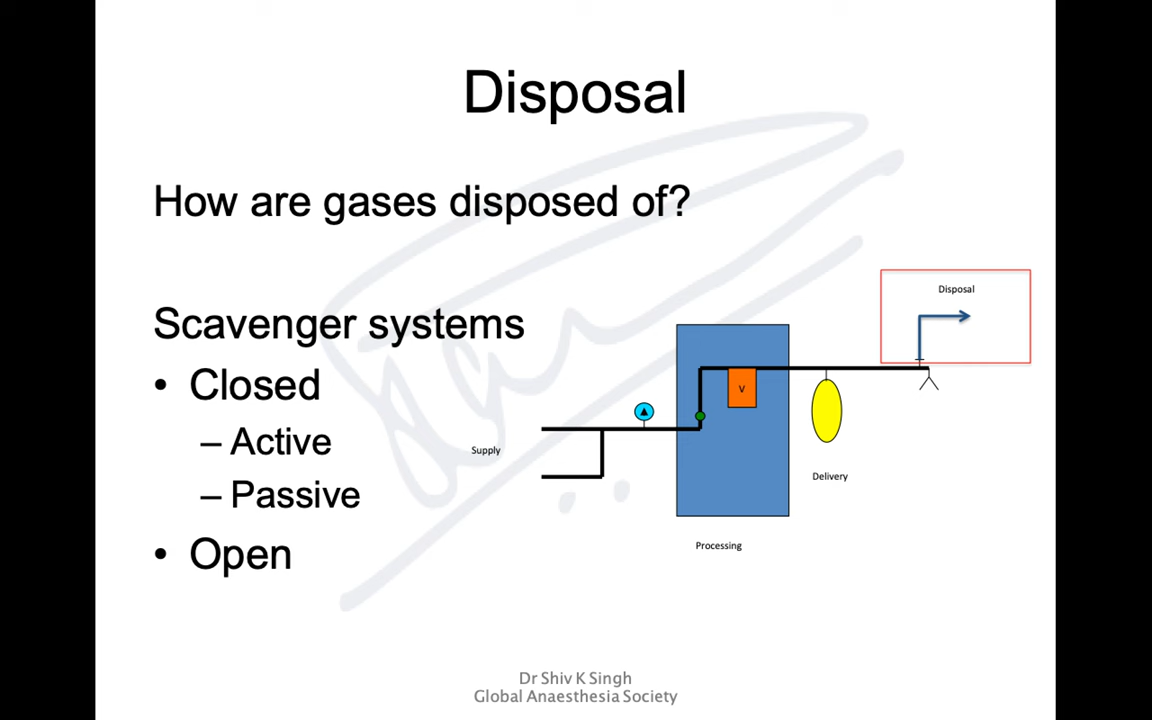 Disposal
How are gases disposed of?
Scavenger systems
• Closed
– Active
– Passive
• Open
Disposal
V
Supply
Delivery
Processing
Dr Shiv K Singh
Global Anaesthesia Society